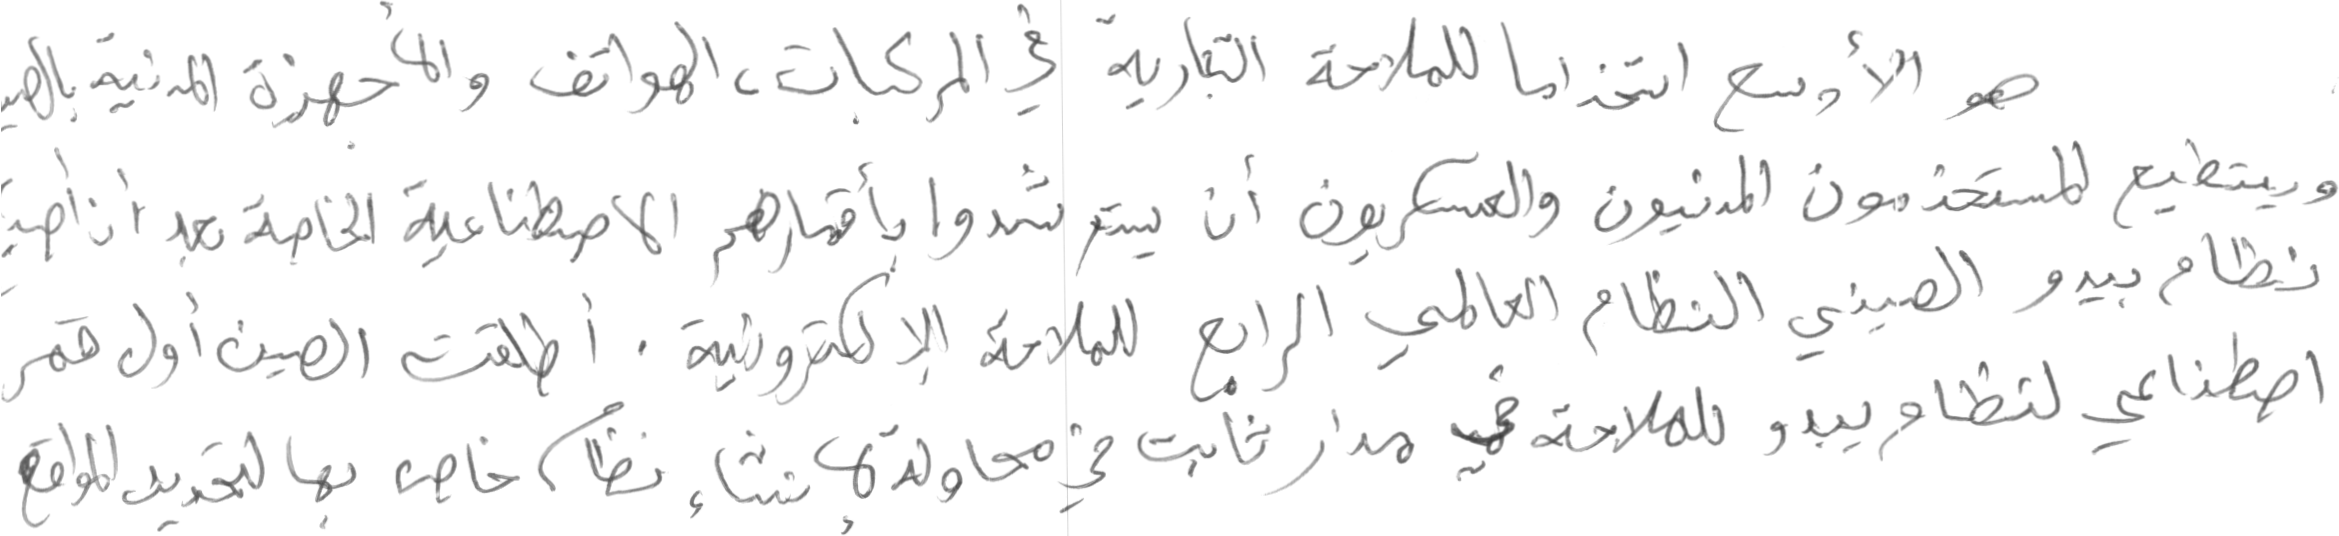 هو الأوسع استخداما للملاحة التجارية في المركبات، الهواتف والأجهزة المدنية
ويستطيع المستخدمون المدنيون والعسكريون أن يسترشدوا بأقمارهم الاصطناعية الخاصة بعد أن
نظام بيدو الصيني النظام العالمي الرابع للملاحة الإلكترونية. أطلقت الصين أول قمر
اصطناعي لنظام بيدو للملاحة في مدار ثابت في محاولة لإنشاء نظام خاص بها لتحديد المواقع